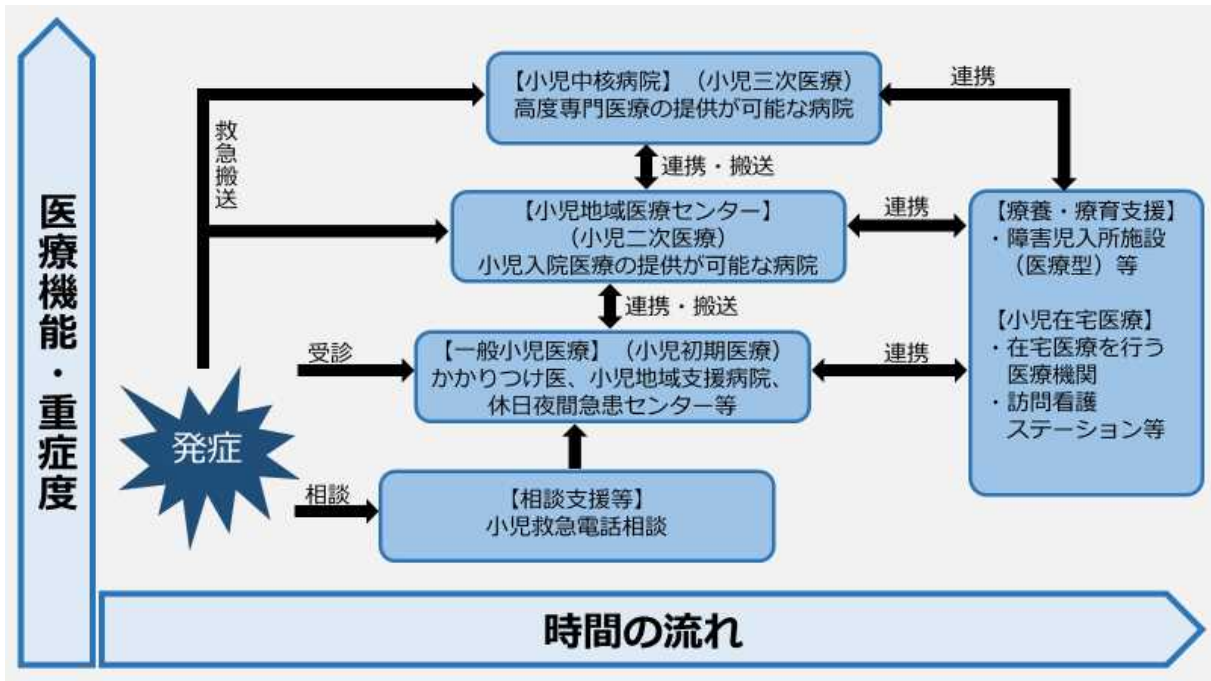 医療機能・重症度
【小児中核病院】（小児三次医療）
高度専門医療の提供が可能な病院
連携
救急搬送
連携・搬送
【小児地域医療センター】
（小児二次医療）
小児入院医療の提供が可能な病院
連携
【療養・療育支援】
・障害児入所施設
（医療型）等
【小児在宅医療】
・在宅医療を行う
医療機関
・訪問看護
ステーション等
連携・搬送
受診
【一般小児医療】（小児初期医療）
かかりつけ医、小児地域支援病院、
休日夜間急患センター等
連携
発症
相談
【相談支援等】
小児救急電話相談
時間の流れ